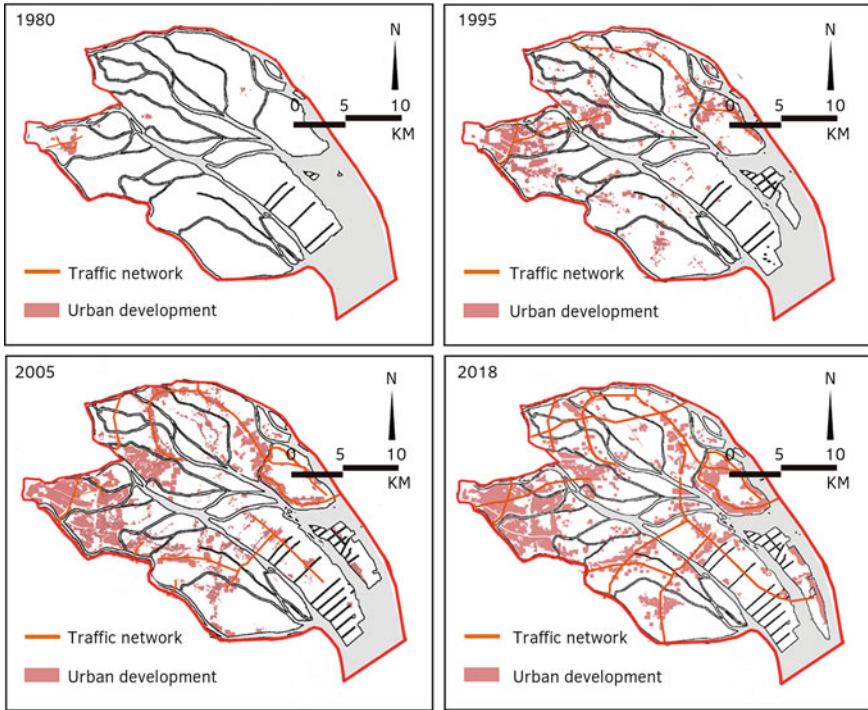 1980
N
0 5 10
KM
Traffic network
Urban development
1995
N
0 5 10
KM
Traffic network
Urban development
2005
N
0 5 10
KM
Traffic network
Urban development
2018
N
0 5 10
KM
Traffic network
Urban development